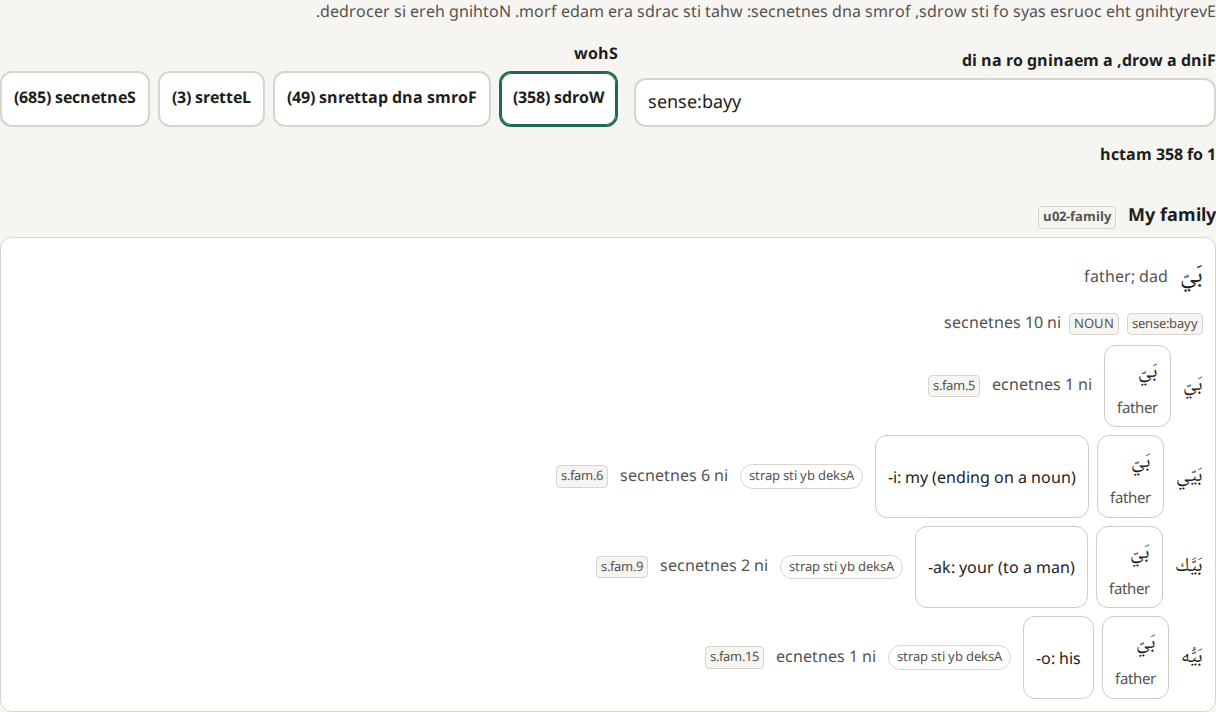 .dedrocer si ereh gnihtoN .morf edam era sdrac sti tahw :secnetnes dna smrof ,sdrow sti fo syas esruoc eht gnihtyrevE
di na ro gninaem a ,drow a dniF
sense:bayy
wohS
(358) sdroW
(49) snrettap dna smroF
(3) sretteL
(685) secnetneS
hctam 358 fo 1
My family u02-family
بَيّ father; dad
sense:bayy NOUN secnetnes 10 ni
بَيّ
بَيّ
father
ecnetnes 1 ni s.fam.5
بَيّي
بَيّ
father
-i: my (ending on a noun)
strap sti yb deksA secnetnes 6 ni s.fam.6
بَيَّك
بَيّ
father
-ak: your (to a man)
strap sti yb deksA secnetnes 2 ni s.fam.9
بَيُّه
بَيّ
father
-o: his
strap sti yb deksA ecnetnes 1 ni s.fam.15